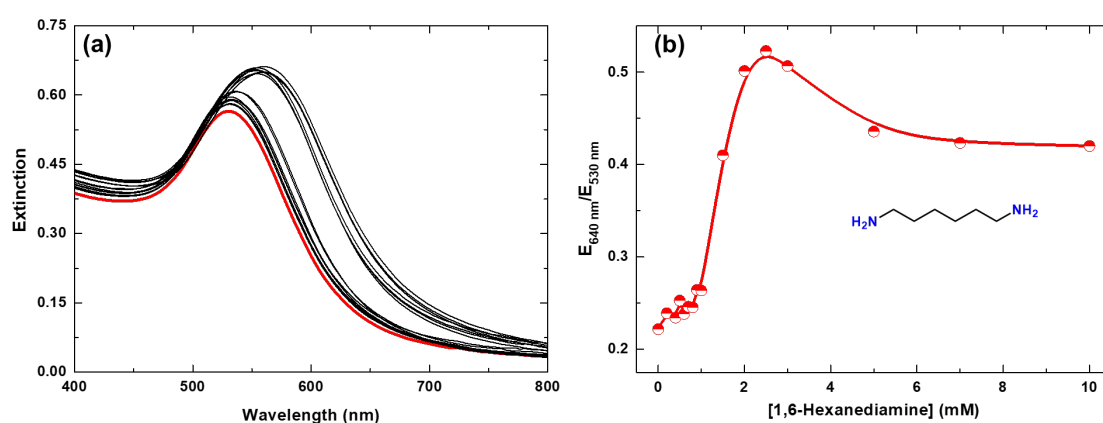 (a)
0.75
0.60
0.45
0.30
0.15
0.00
Extinction
400 500 600 700 800
Wavelength (nm)
(b)
0.5
0.4
0.3
0.2
E640 nm/E530 nm
H2N
NH2
0 2 4 6 8 10
[1,6-Hexanediamine] (mM)